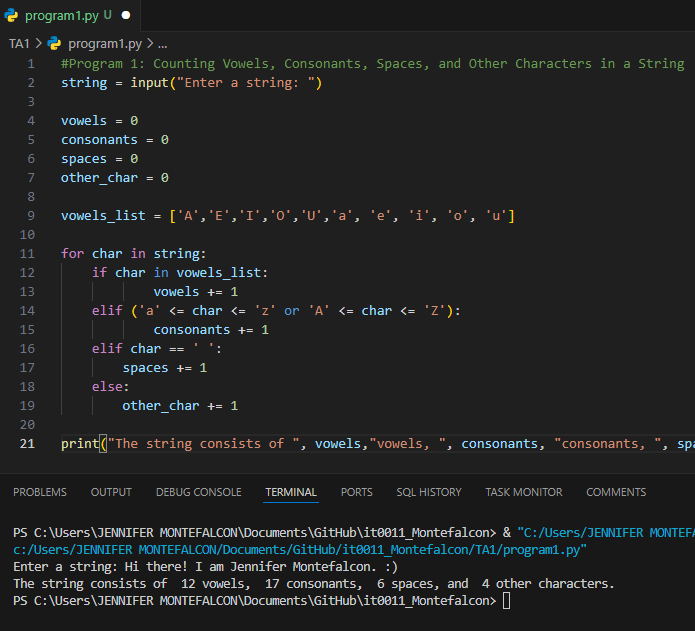 program1.py U ●
TA1 > program1.py > ...
1 #Program 1: Counting Vowels, Consonants, Spaces, and Other Characters in a String
2 string = input("Enter a string: ")
3
4 vowels = 0
5 consonants = 0
6 spaces = 0
7 other_char = 0
8
9 vowels_list = ['A','E','I','O','U','a', 'e', 'i', 'o', 'u']
10
11 for char in string:
12     if char in vowels_list:
13             vowels += 1
14     elif ('a' <= char <= 'z' or 'A' <= char <= 'Z'):
15             consonants += 1
16     elif char == ' ':
17         spaces += 1
18     else:
19         other_char += 1
20
21 print("The string consists of ", vowels,"vowels, ", consonants, "consonants, ", spa
PROBLEMS OUTPUT DEBUG CONSOLE TERMINAL PORTS SQL HISTORY TASK MONITOR COMMENTS
PS C:\Users\JENNIFER MONTEFALCON\Documents\GitHub\it0011_Montefalcon> & "C:/Users/JENNIFER MONTEFA
c:/Users/JENNIFER MONTEFALCON/Documents/GitHub/it0011_Montefalcon/TA1/program1.py"
Enter a string: Hi there! I am Jennifer Montefalcon. :)
The string consists of  12 vowels,  17 consonants,  6 spaces, and  4 other characters.
PS C:\Users\JENNIFER MONTEFALCON\Documents\GitHub\it0011_Montefalcon>